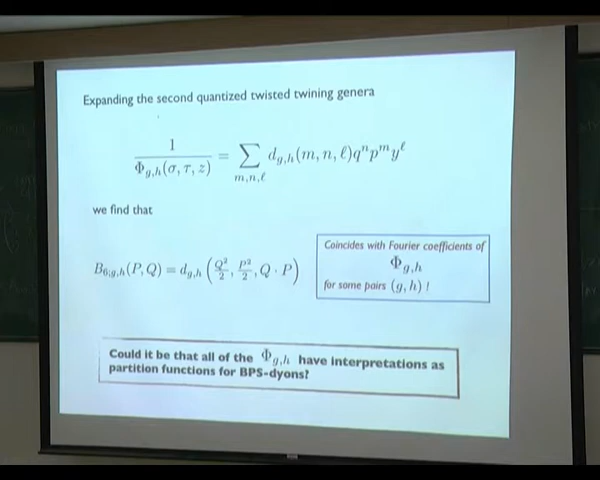 Expanding the second quantized twisted twining genera
1/Φ_{g,h}(σ, τ, z) = ∑_{m,n,ℓ} d_{g,h}(m, n, ℓ)q^n p^m y^ℓ
we find that
B_{6;g,h}(P, Q) = d_{g,h}(Q²/2, P²/2, Q · P)
Coincides with Fourier coefficients of
Φ_{g,h}
for some pairs (g, h) !
Could it be that all of the Φ_{g,h} have interpretations as
partition functions for BPS-dyons?